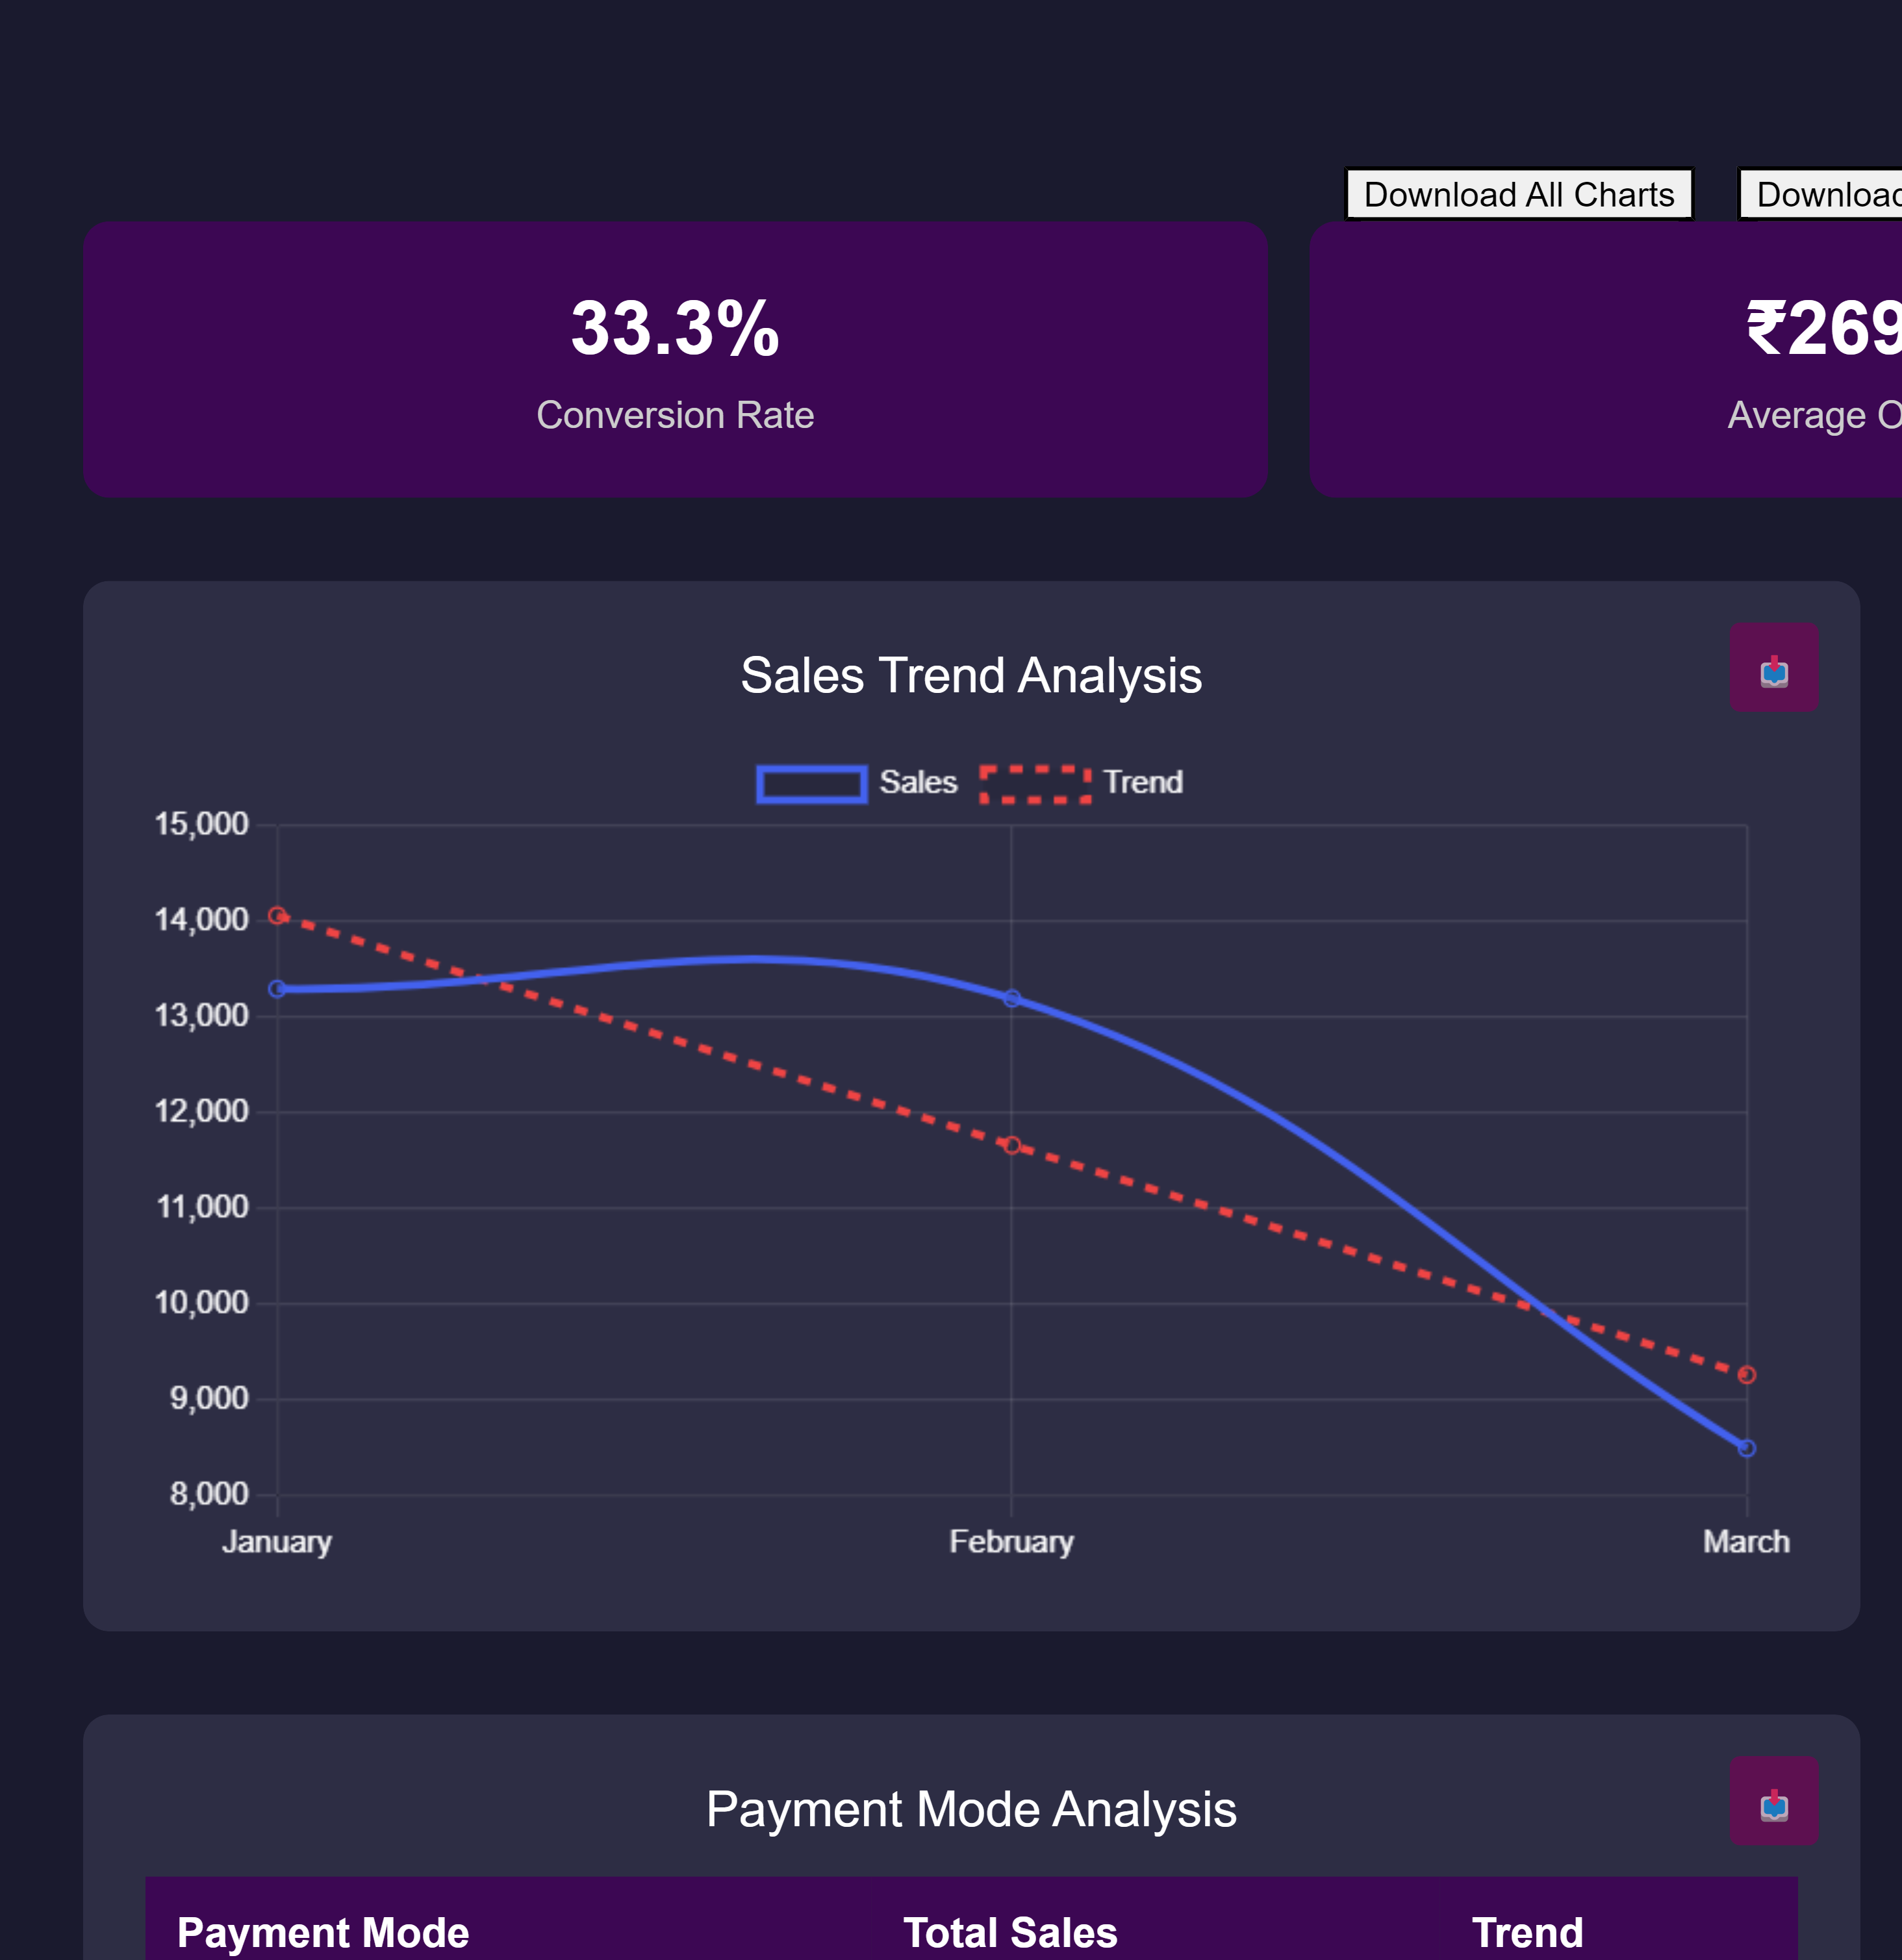 Download All Charts
Download
33.3%
Conversion Rate
₹269
Average O
Sales Trend Analysis
Sales
Trend
15,000
14,000
13,000
12,000
11,000
10,000
9,000
8,000
January
February
March
Payment Mode Analysis
Payment Mode
Total Sales
Trend